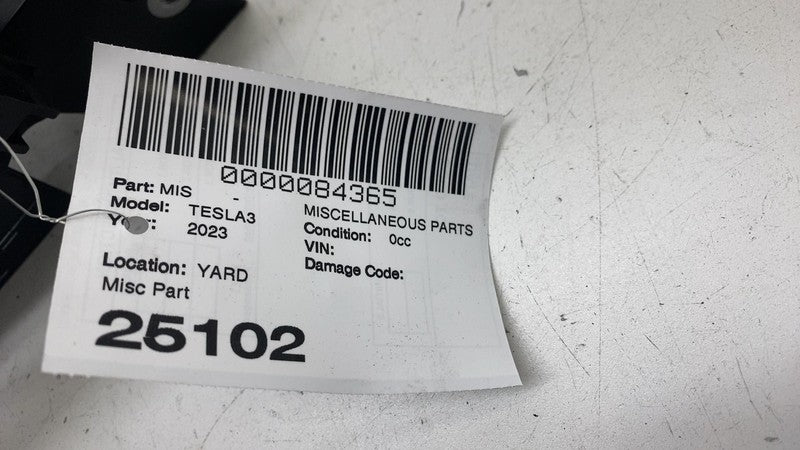 0000084365
Part: MIS -
MISCELLANEOUS PARTS
Model: TESLA3
Condition: 0cc
2023
VIN:
Damage Code:
Location: YARD
Misc Part
25102